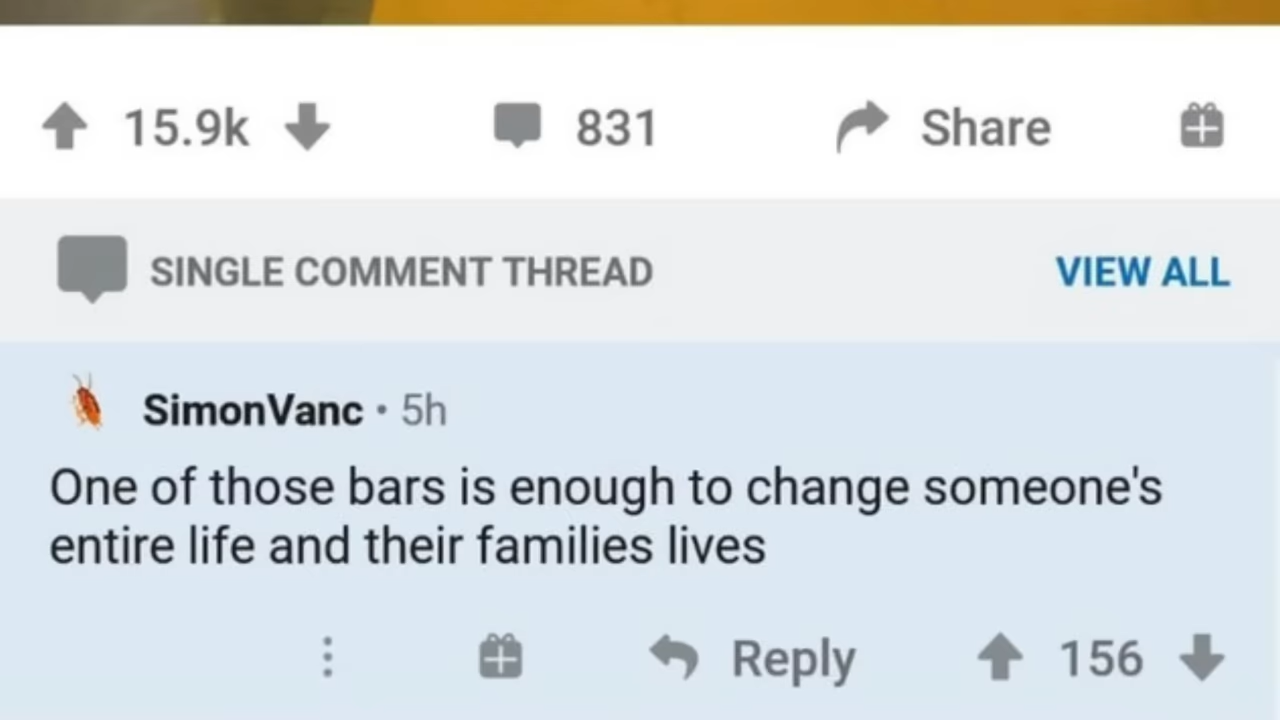 15.9k 831 Share
SINGLE COMMENT THREAD VIEW ALL
SimonVanc • 5h
One of those bars is enough to change someone's
entire life and their families lives
Reply 156